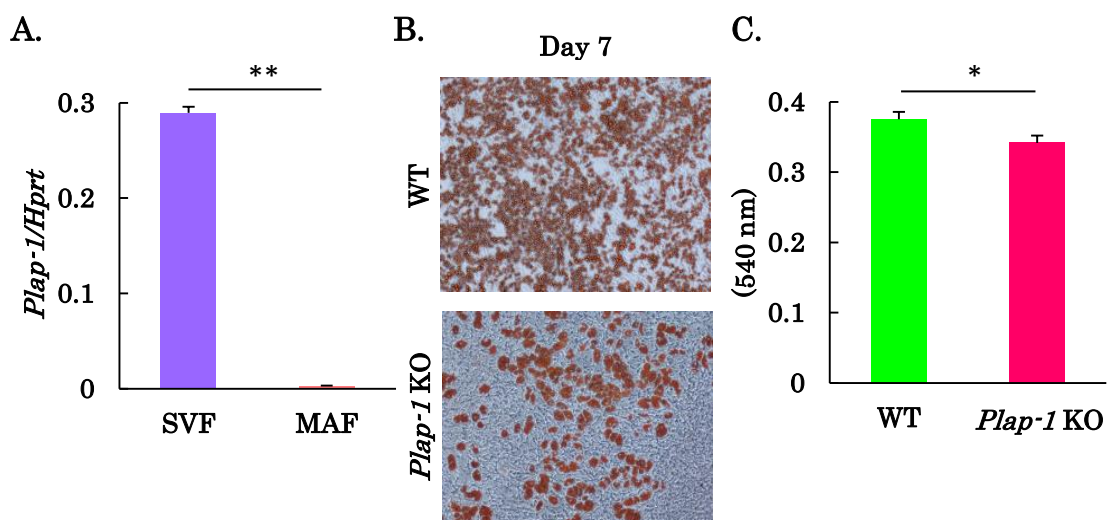 A.
**
0.3
0.2
0.1
0
Plap-1/Hprt
SVF
MAF
B.
Day 7
WT
Plap-1 KO
C.
*
0.4
0.3
0.2
0.1
0
(540 nm)
WT
Plap-1 KO